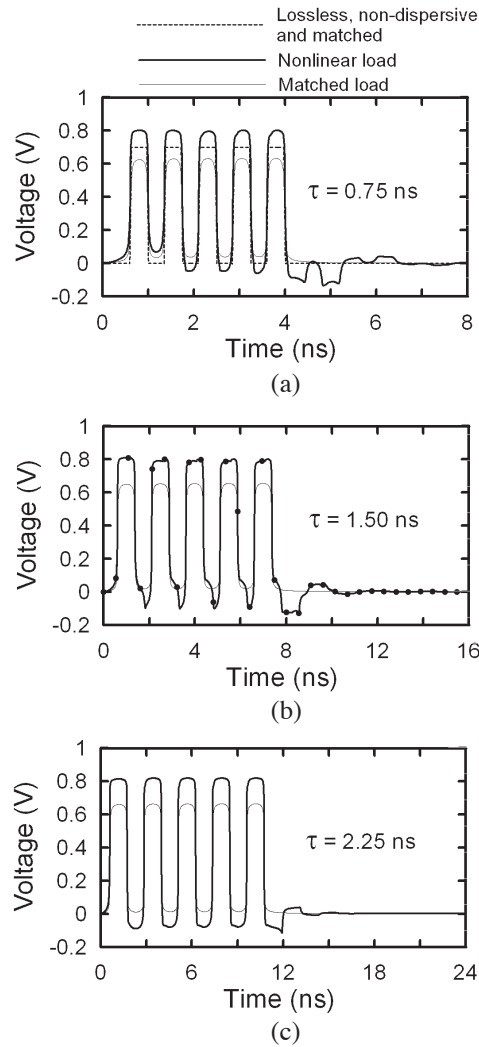 Lossless, non-dispersive
and matched
Nonlinear load
Matched load
1
0.8
0.6
0.4
0.2
0
-0.2
Voltage (V)
τ = 0.75 ns
0 2 4 6 8
Time (ns)
(a)
1
0.8
0.6
0.4
0.2
0
-0.2
Voltage (V)
τ = 1.50 ns
0 4 8 12 16
Time (ns)
(b)
1
0.8
0.6
0.4
0.2
0
-0.2
Voltage (V)
τ = 2.25 ns
0 6 12 18 24
Time (ns)
(c)